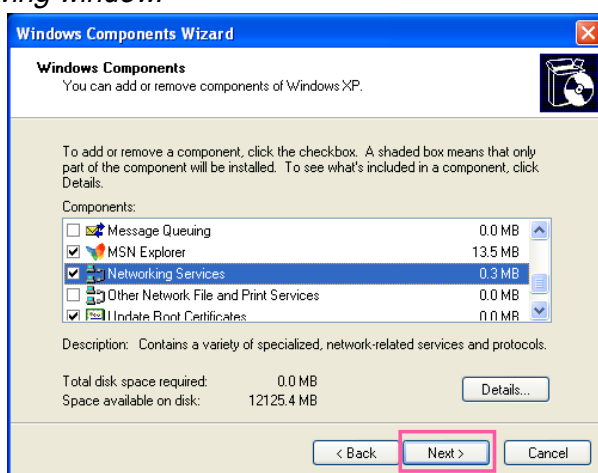 ring window.
Windows Components Wizard
Windows Components
You can add or remove components of Windows XP.
To add or remove a component, click the checkbox. A shaded box means that only
part of the component will be installed. To see what's included in a component, click
Details.
Components:
Message Queuing 0.0 MB
MSN Explorer 13.5 MB
Networking Services 0.3 MB
Other Network File and Print Services 0.0 MB
Update Root Certificates 0.0 MB
Description: Contains a variety of specialized, network-related services and protocols.
Total disk space required: 0.0 MB
Space available on disk: 12125.4 MB
Details...
< Back Next > Cancel